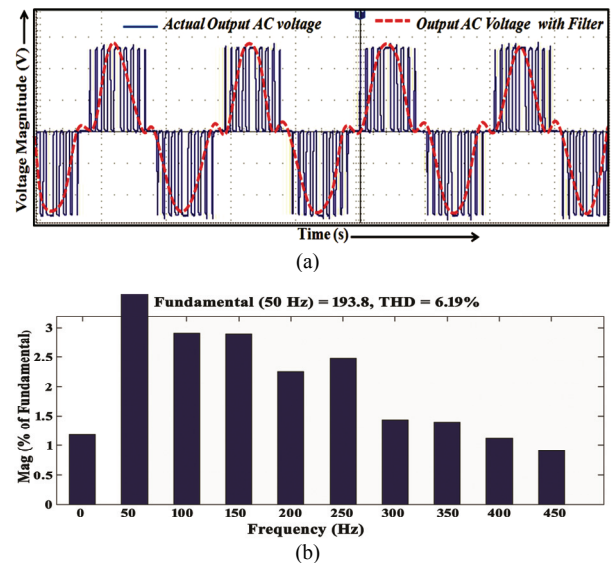 Actual Output AC voltage
Output AC Voltage with Filter
Voltage Magnitude (V)
Time (s)
(a)
Fundamental (50 Hz) = 193.8, THD = 6.19%
Mag (% of Fundamental)
3
2.5
2
1.5
1
0.5
0
0 50 100 150 200 250 300 350 400 450
Frequency (Hz)
(b)